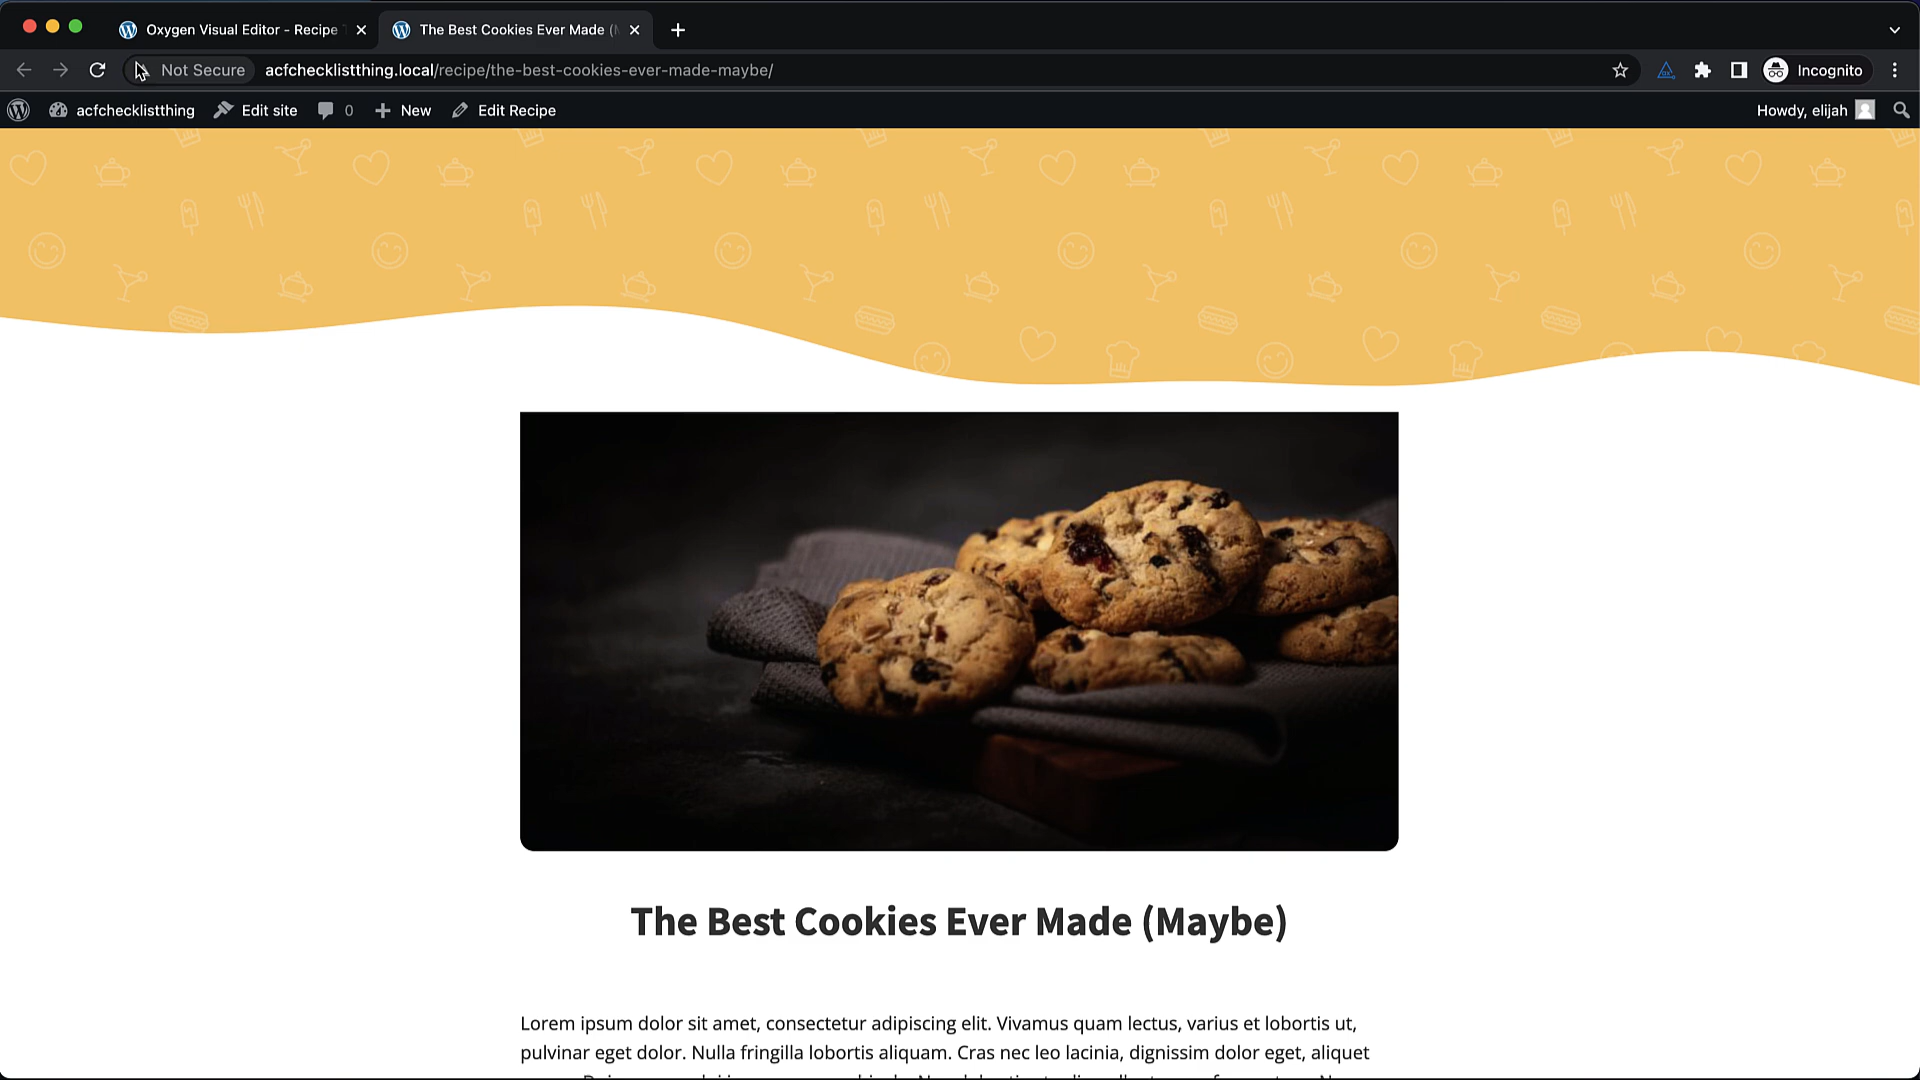 Oxygen Visual Editor - Recipe
The Best Cookies Ever Made (
Not Secure
acfchecklistthing.local/recipe/the-best-cookies-ever-made-maybe/
Incognito
acfchecklistthing
Edit site
0
New
Edit Recipe
Howdy, elijah
The Best Cookies Ever Made (Maybe)
Lorem ipsum dolor sit amet, consectetur adipiscing elit. Vivamus quam lectus, varius et lobortis ut,
pulvinar eget dolor. Nulla fringilla lobortis aliquam. Cras nec leo lacinia, dignissim dolor eget, aliquet